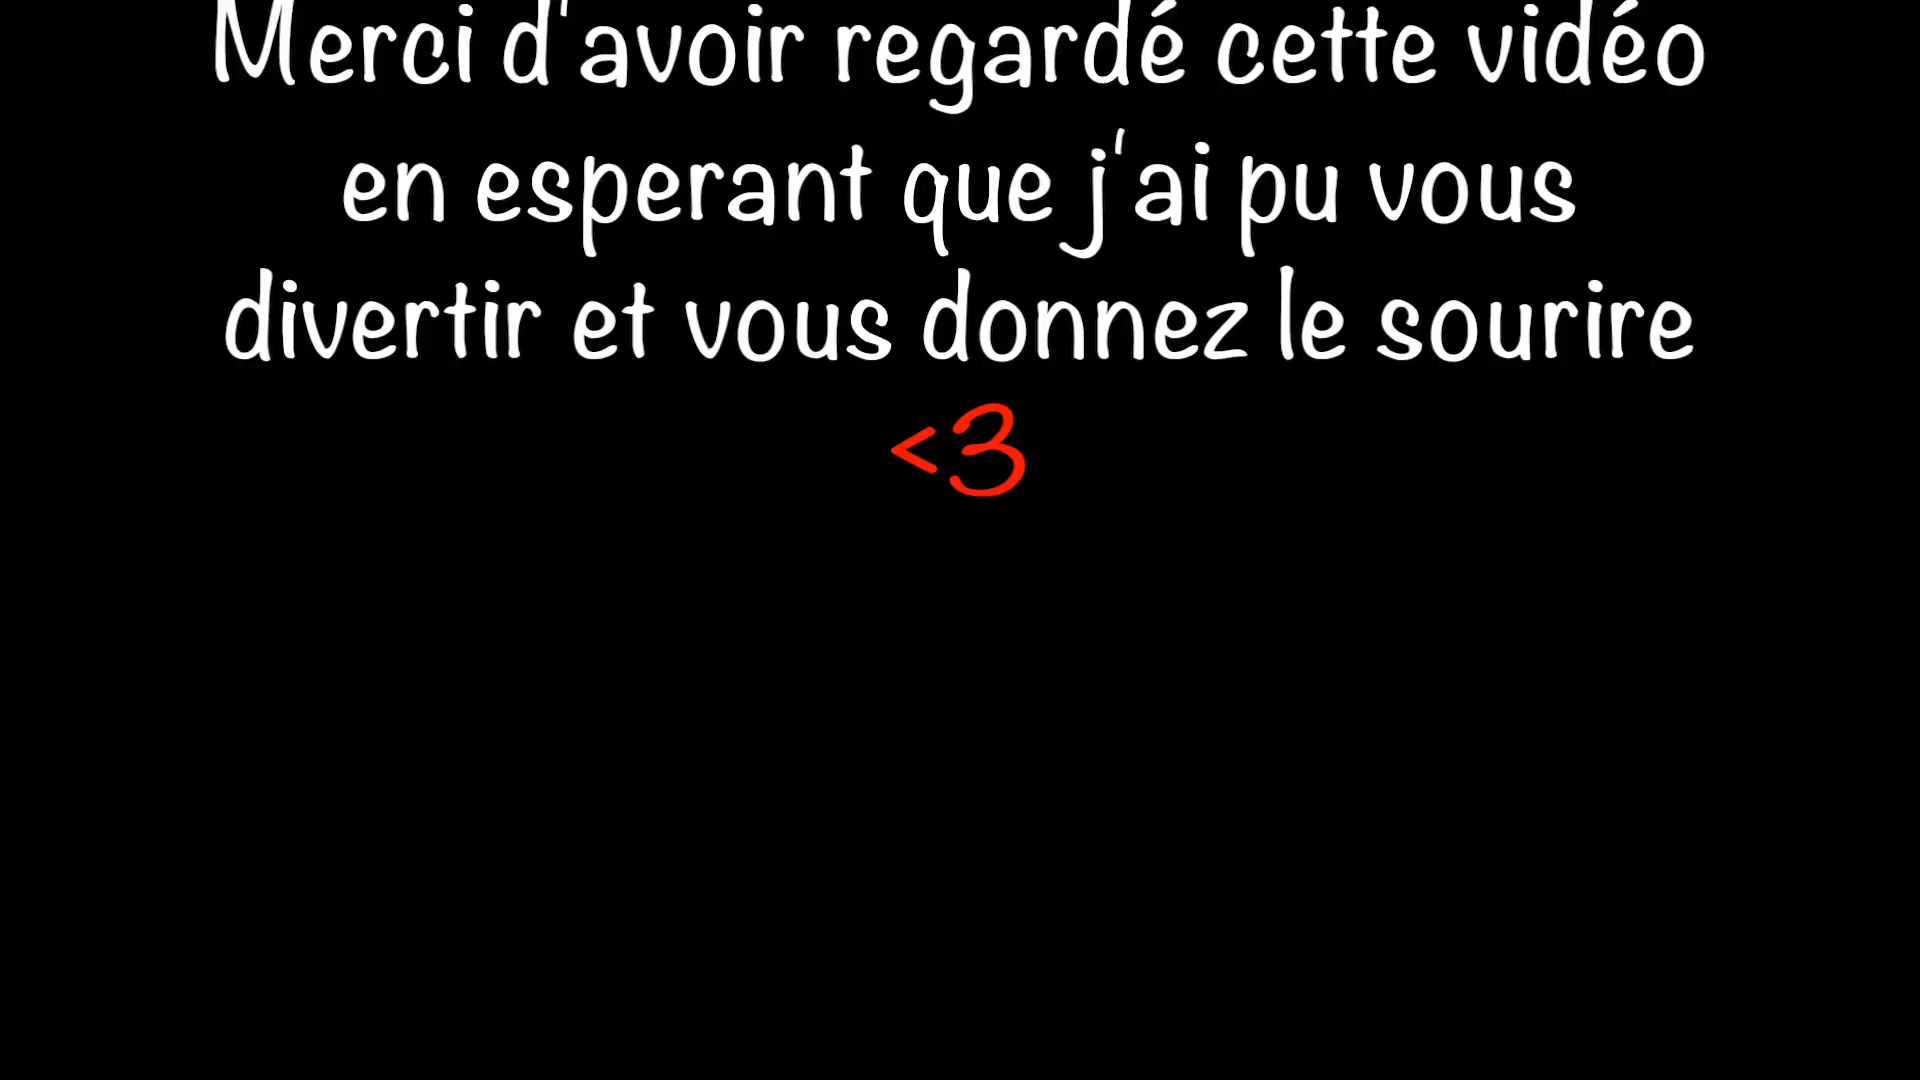 Merci d'avoir regardé cette vidéo
en esperant que j'ai pu vous
divertir et vous donnez le sourire
<3